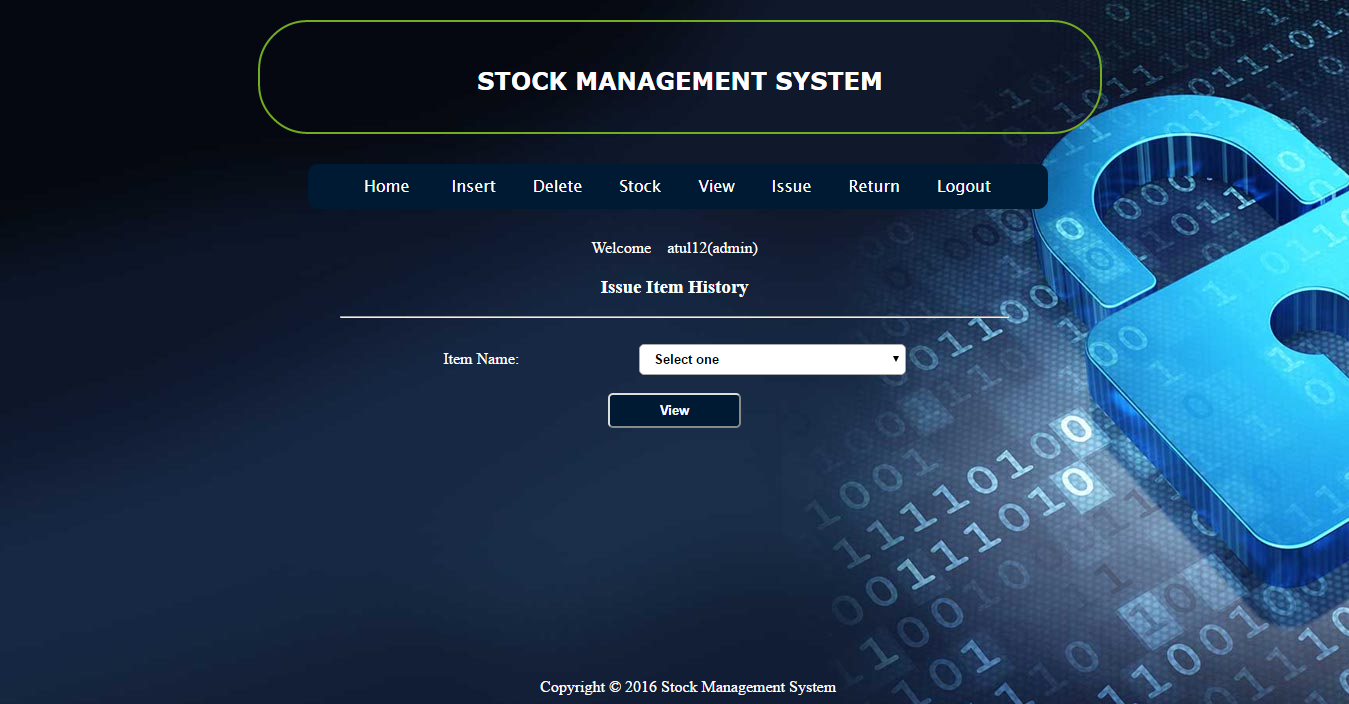 STOCK MANAGEMENT SYSTEM
Home Insert Delete Stock View Issue Return Logout
Welcome atul12(admin)
Issue Item History
Item Name: Select one
View
Copyright © 2016 Stock Management System